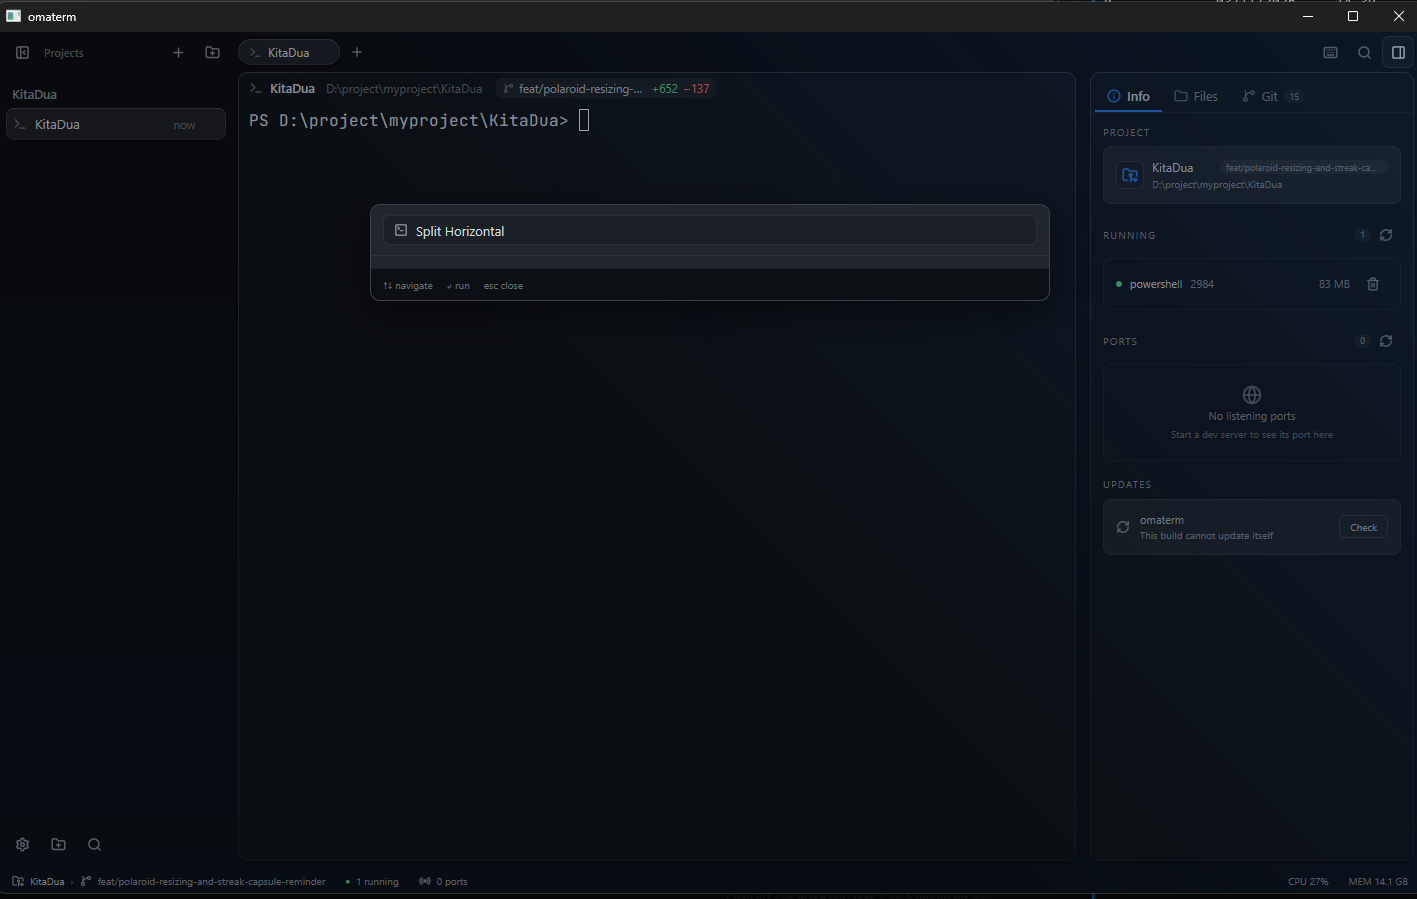 omaterm
Projects
KitaDua
KitaDua
KitaDua now
KitaDua D:\project\myproject\KitaDua feat/polaroid-resizing-... +652 −137
PS D:\project\myproject\KitaDua>
Split Horizontal
↑↓ navigate ↲ run esc close
Info Files Git 15
PROJECT
KitaDua feat/polaroid-resizing-and-streak-ca...
D:\project\myproject\KitaDua
RUNNING 1
powershell 2984 83 MB
PORTS 0
No listening ports
Start a dev server to see its port here
UPDATES
omaterm
This build cannot update itself
Check
KitaDua feat/polaroid-resizing-and-streak-capsule-reminder 1 running 0 ports
CPU 27% MEM 14.1 GB